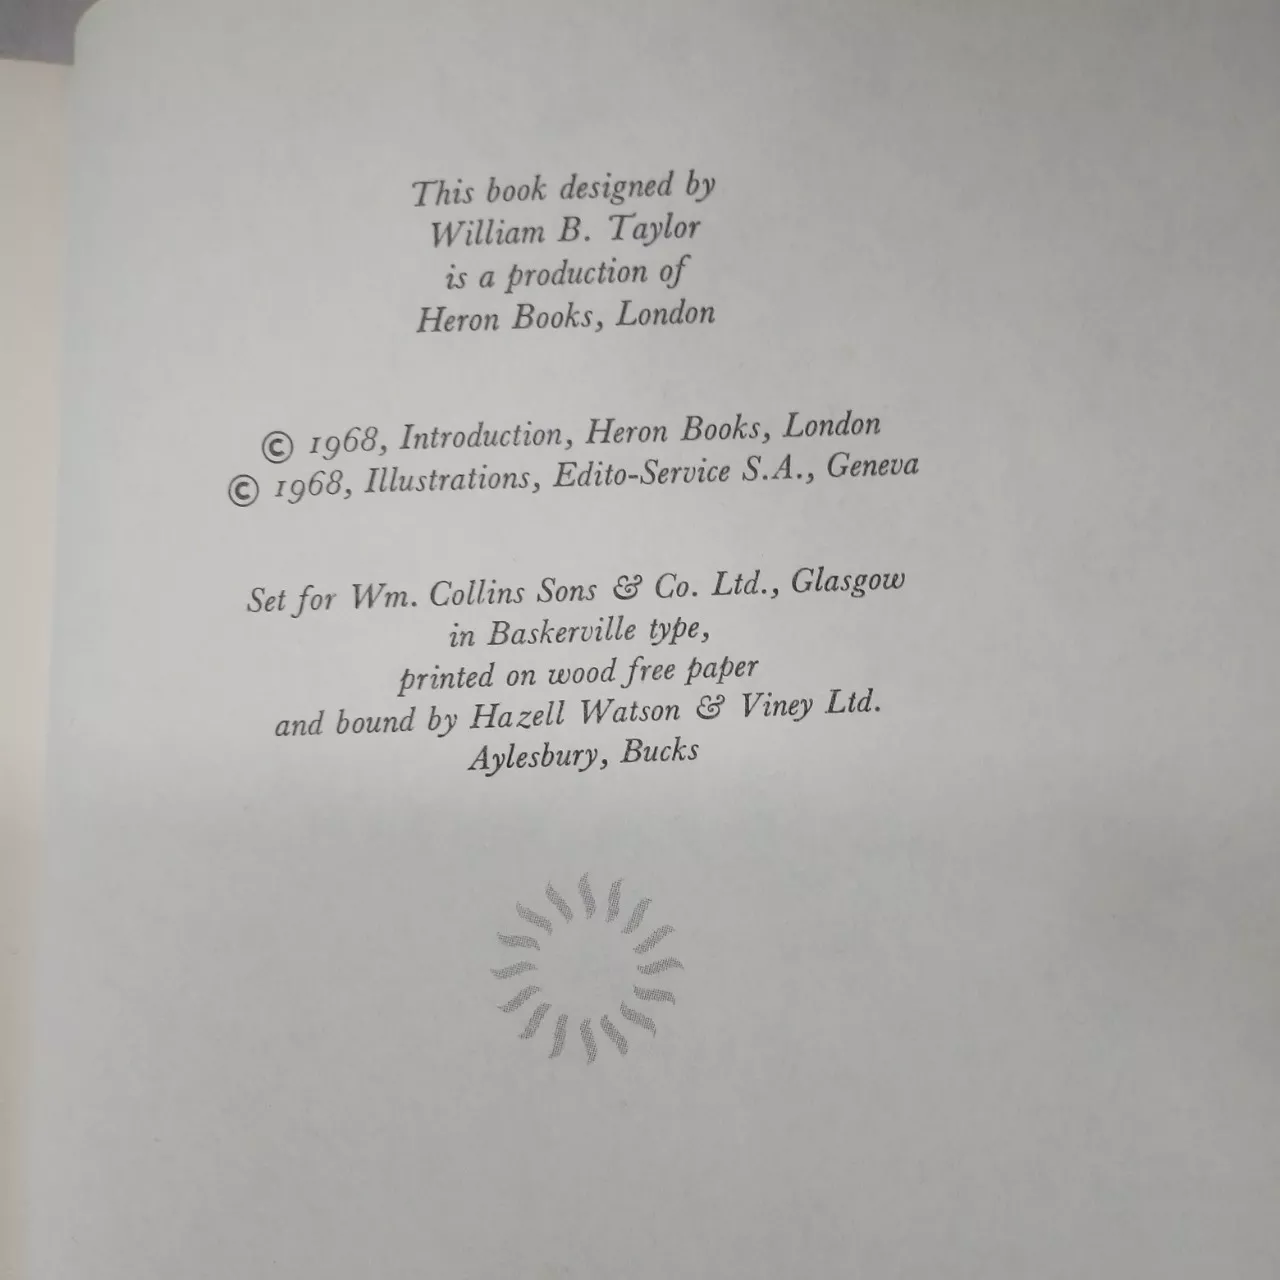 This book designed by
William B. Taylor
is a production of
Heron Books, London
© 1968, Introduction, Heron Books, London
© 1968, Illustrations, Edito-Service S.A., Geneva
Set for Wm. Collins Sons & Co. Ltd., Glasgow
in Baskerville type,
printed on wood free paper
and bound by Hazell Watson & Viney Ltd.
Aylesbury, Bucks